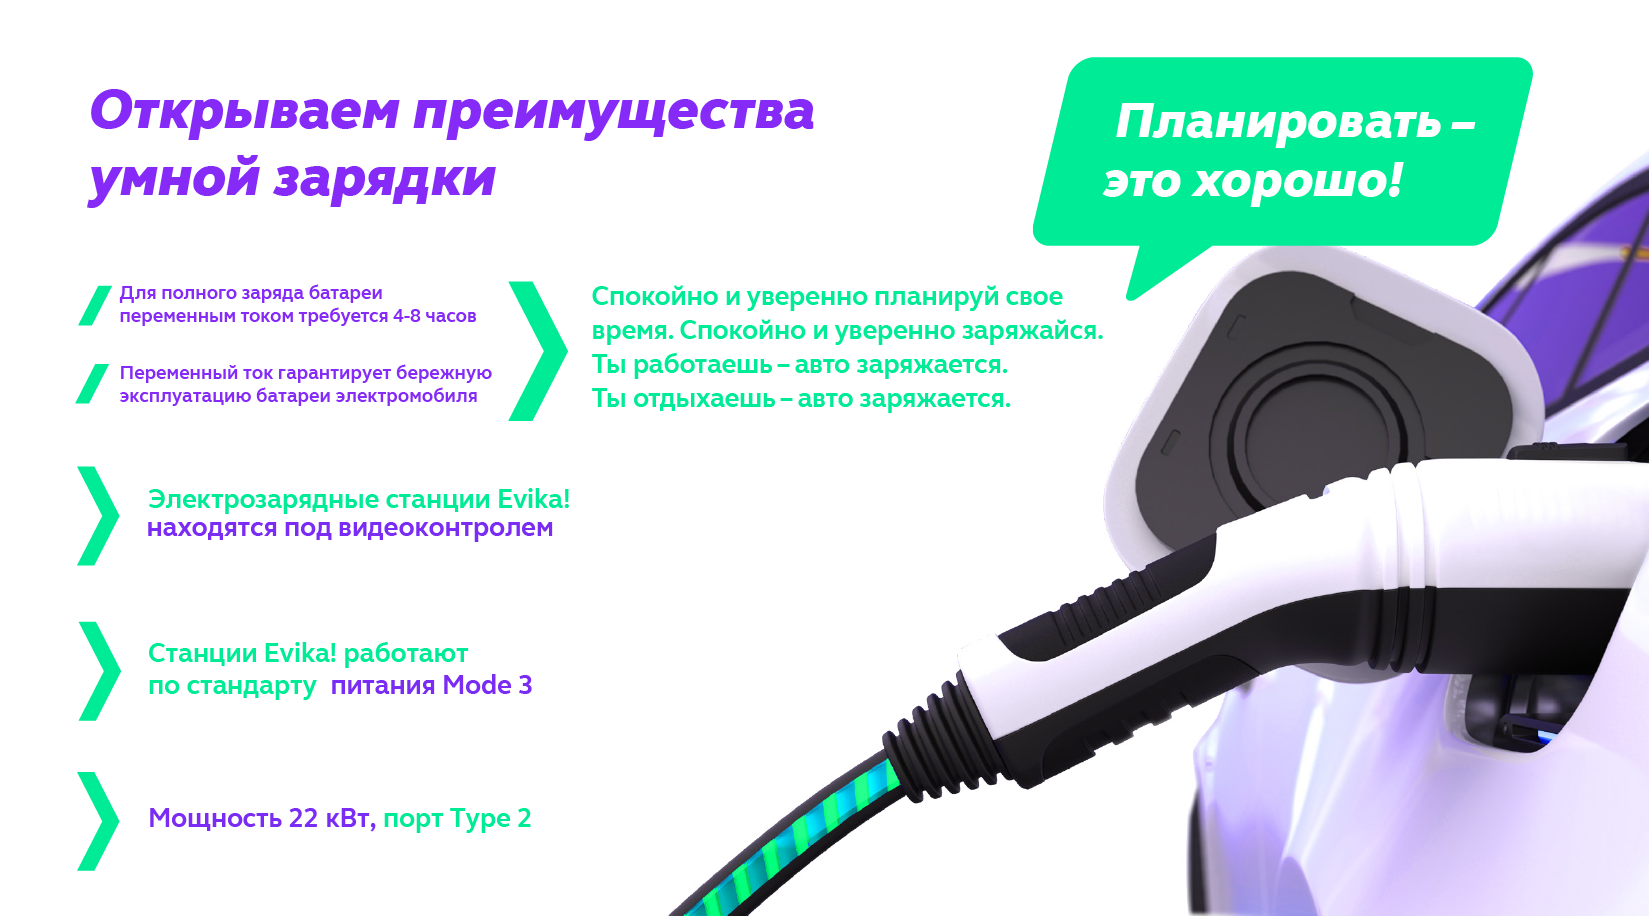 Открываем преимущества
умной зарядки
Планировать –
это хорошо!
Для полного заряда батареи
переменным током требуется 4-8 часов
Переменный ток гарантирует бережную
эксплуатацию батареи электромобиля
Спокойно и уверенно планируй свое
время. Спокойно и уверенно заряжайся.
Ты работаешь – авто заряжается.
Ты отдыхаешь – авто заряжается.
Электрозарядные станции Evika!
находятся под видеоконтролем
Станции Evika! работают
по стандарту питания Mode 3
Мощность 22 кВт, порт Type 2